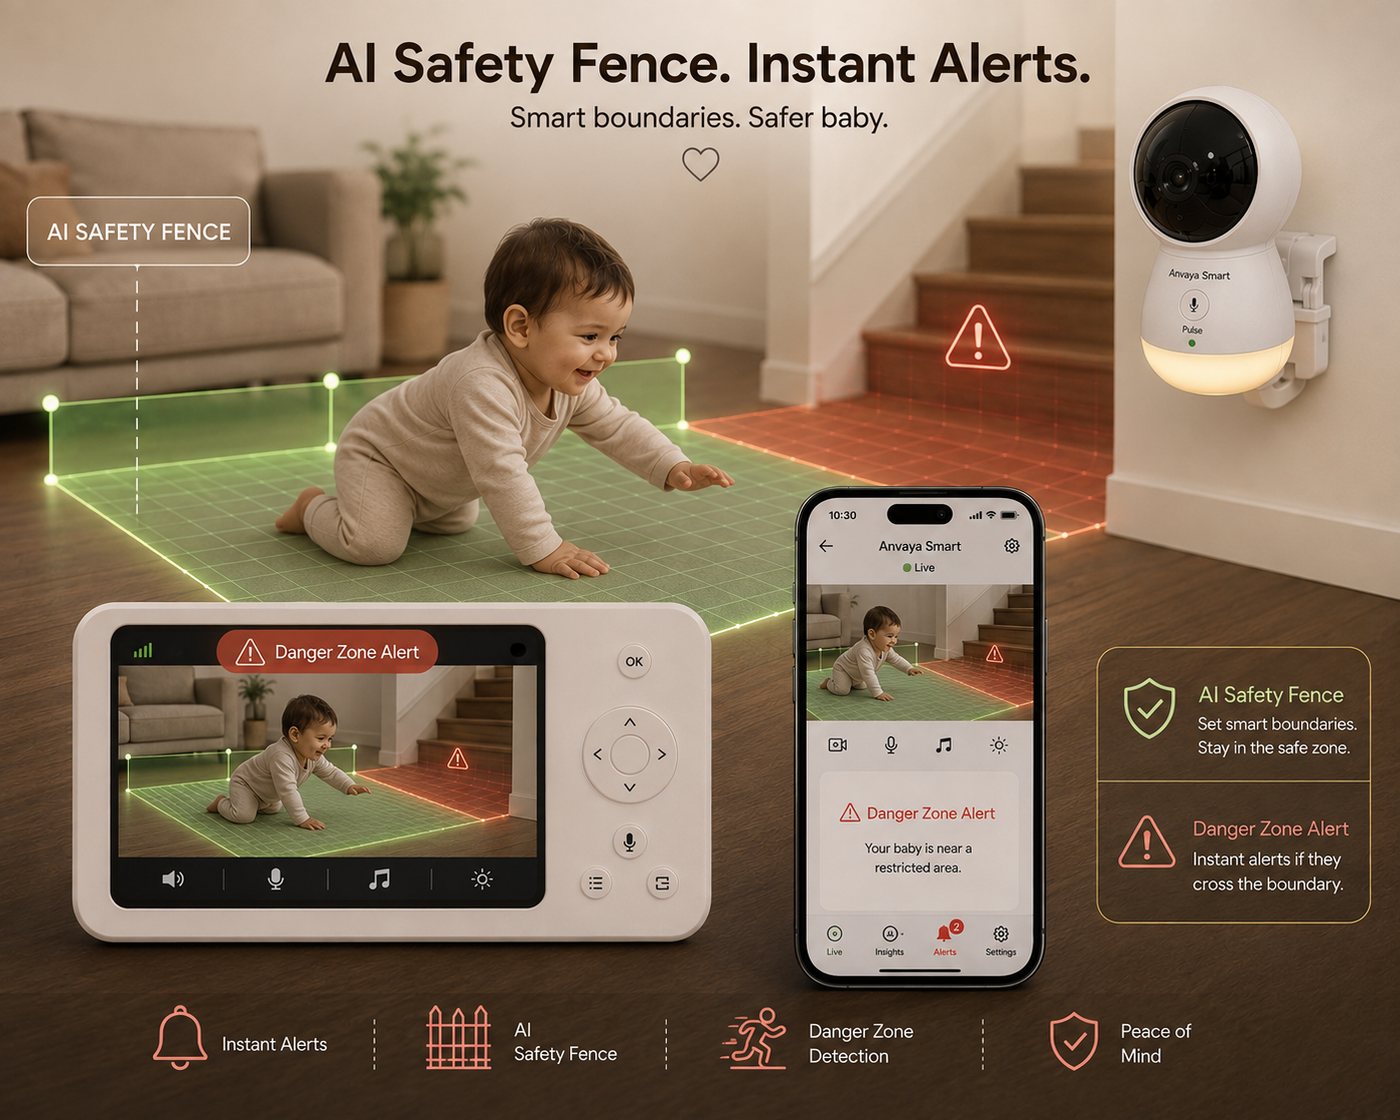 AI Safety Fence. Instant Alerts.
Smart boundaries. Safer baby.
AI SAFETY FENCE
Anvaya Smart
Pulse
Danger Zone Alert
OK
10:30
Anvaya Smart
Live
Danger Zone Alert
Your baby is near a
restricted area.
Live
Insights
2
Alerts
Settings
AI Safety Fence
Set smart boundaries.
Stay in the safe zone.
Danger Zone Alert
Instant alerts if they
cross the boundary.
Instant Alerts
AI
Safety Fence
Danger Zone
Detection
Peace of
Mind